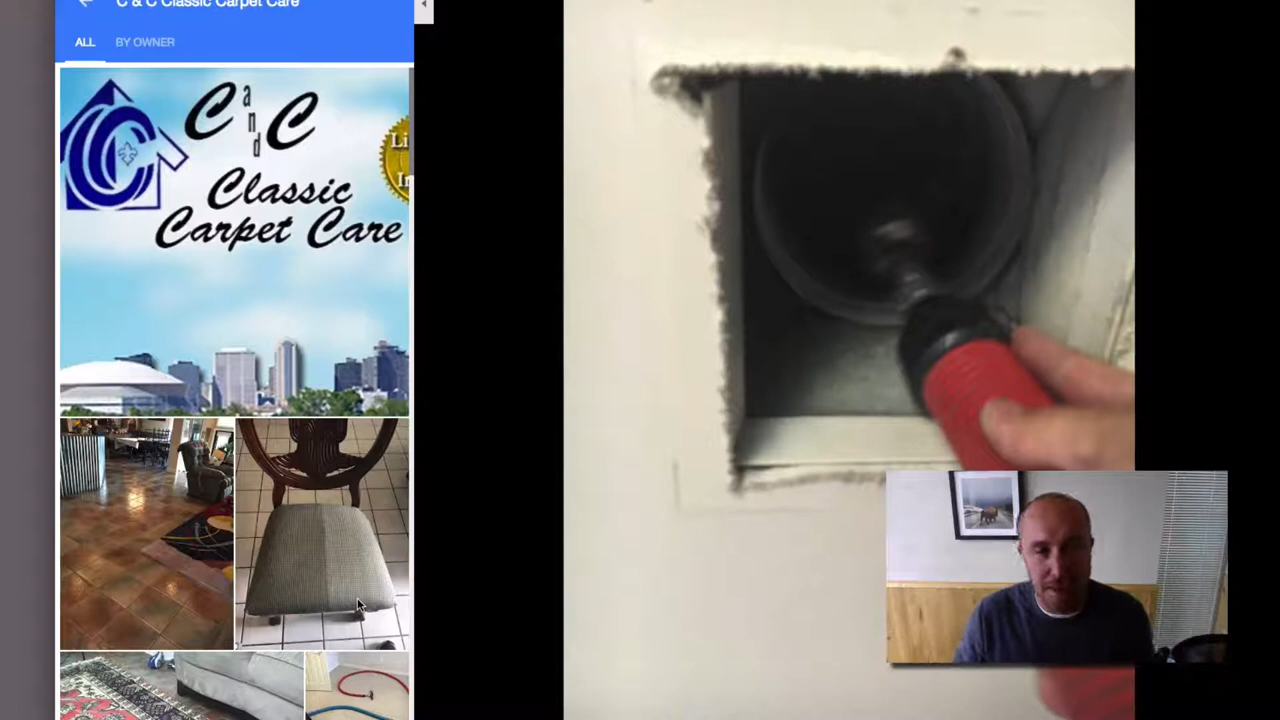 C & C Classic Carpet Care
ALL BY OWNER
C and C
Classic
Carpet Care